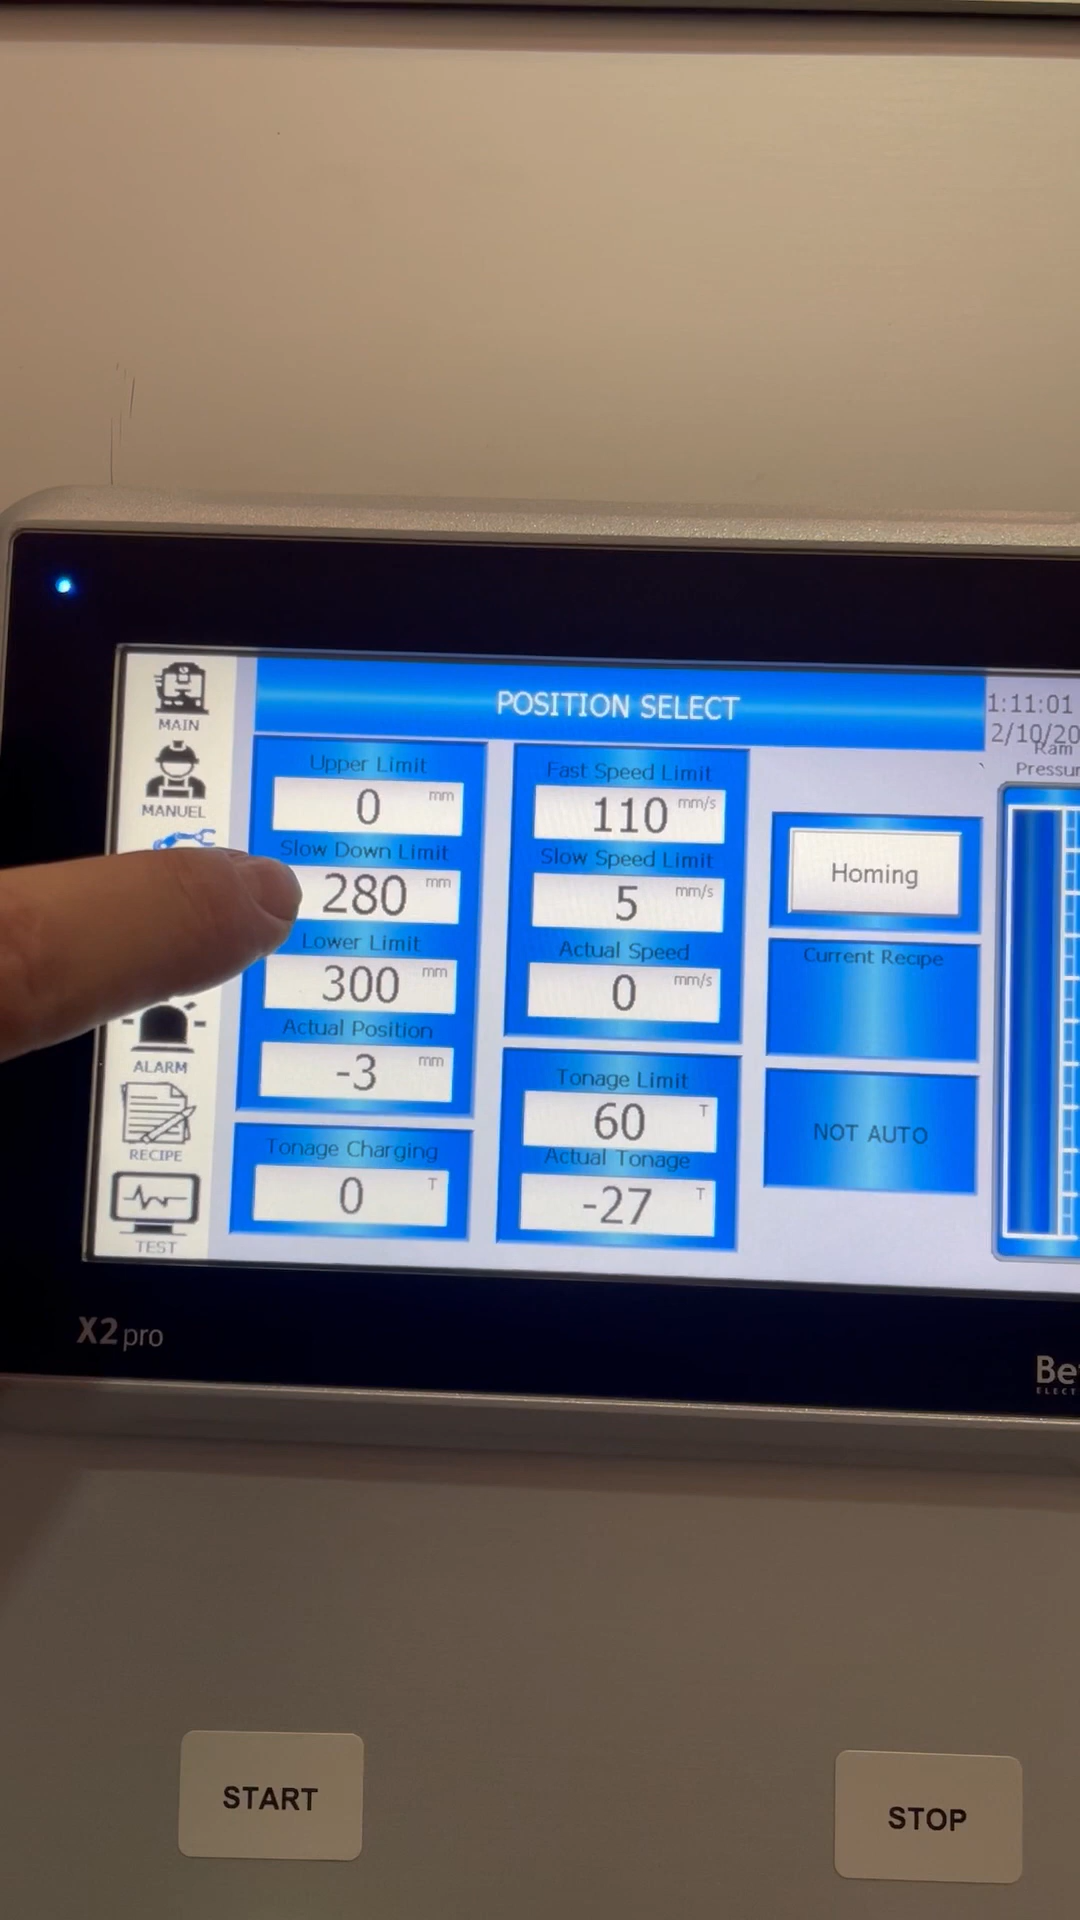 POSITION SELECT
1:11:01
2/10/20
MAIN
MANUEL
ALARM
RECIPE
TEST
Upper Limit
0 mm
Slow Down Limit
280 mm
Lower Limit
300 mm
Actual Position
-3 mm
Tonage Charging
0 T
Fast Speed Limit
110 mm/s
Slow Speed Limit
5 mm/s
Actual Speed
0 mm/s
Tonage Limit
60 T
Actual Tonage
-27 T
Homing
Current Recipe
NOT AUTO
Ram
Pressur
X2 pro
Be
ELECT
START
STOP